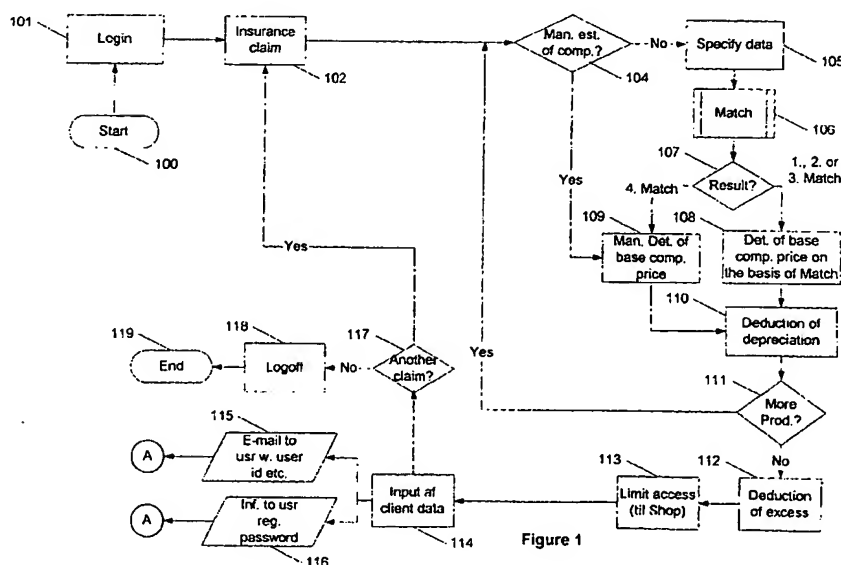 101
Login
Insurance
claim
102
Man. est.
of comp.?
104
No
Specify data
105
Start
100
Match
106
107
Result?
1., 2. or
3. Match
4. Match
Yes
109
Man. Det. of
base comp.
price
108
Det. of base
comp. price on
the basis of Match
110
Deduction of
depreciation
Yes
Yes
119
End
118
Logoff
No
117
Another
claim?
111
More
Prod.?
No
115
E-mail to
usr w. user
id etc.
A
Input af
client data
114
113
Limit access
(til Shop)
112
Deduction
of excess
A
Inf. to usr
reg.
password
116
Figure 1